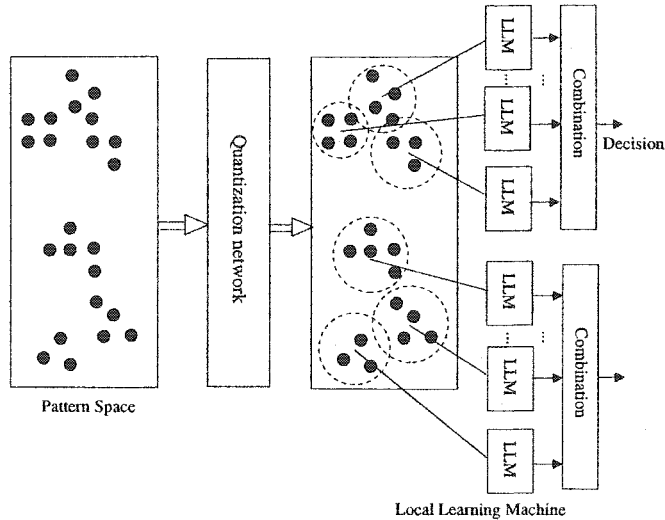 Pattern Space
Quantization network
LLM
...
...
LLM
LLM
Combination
Decision
LLM
...
...
LLM
LLM
Combination
Local Learning Machine